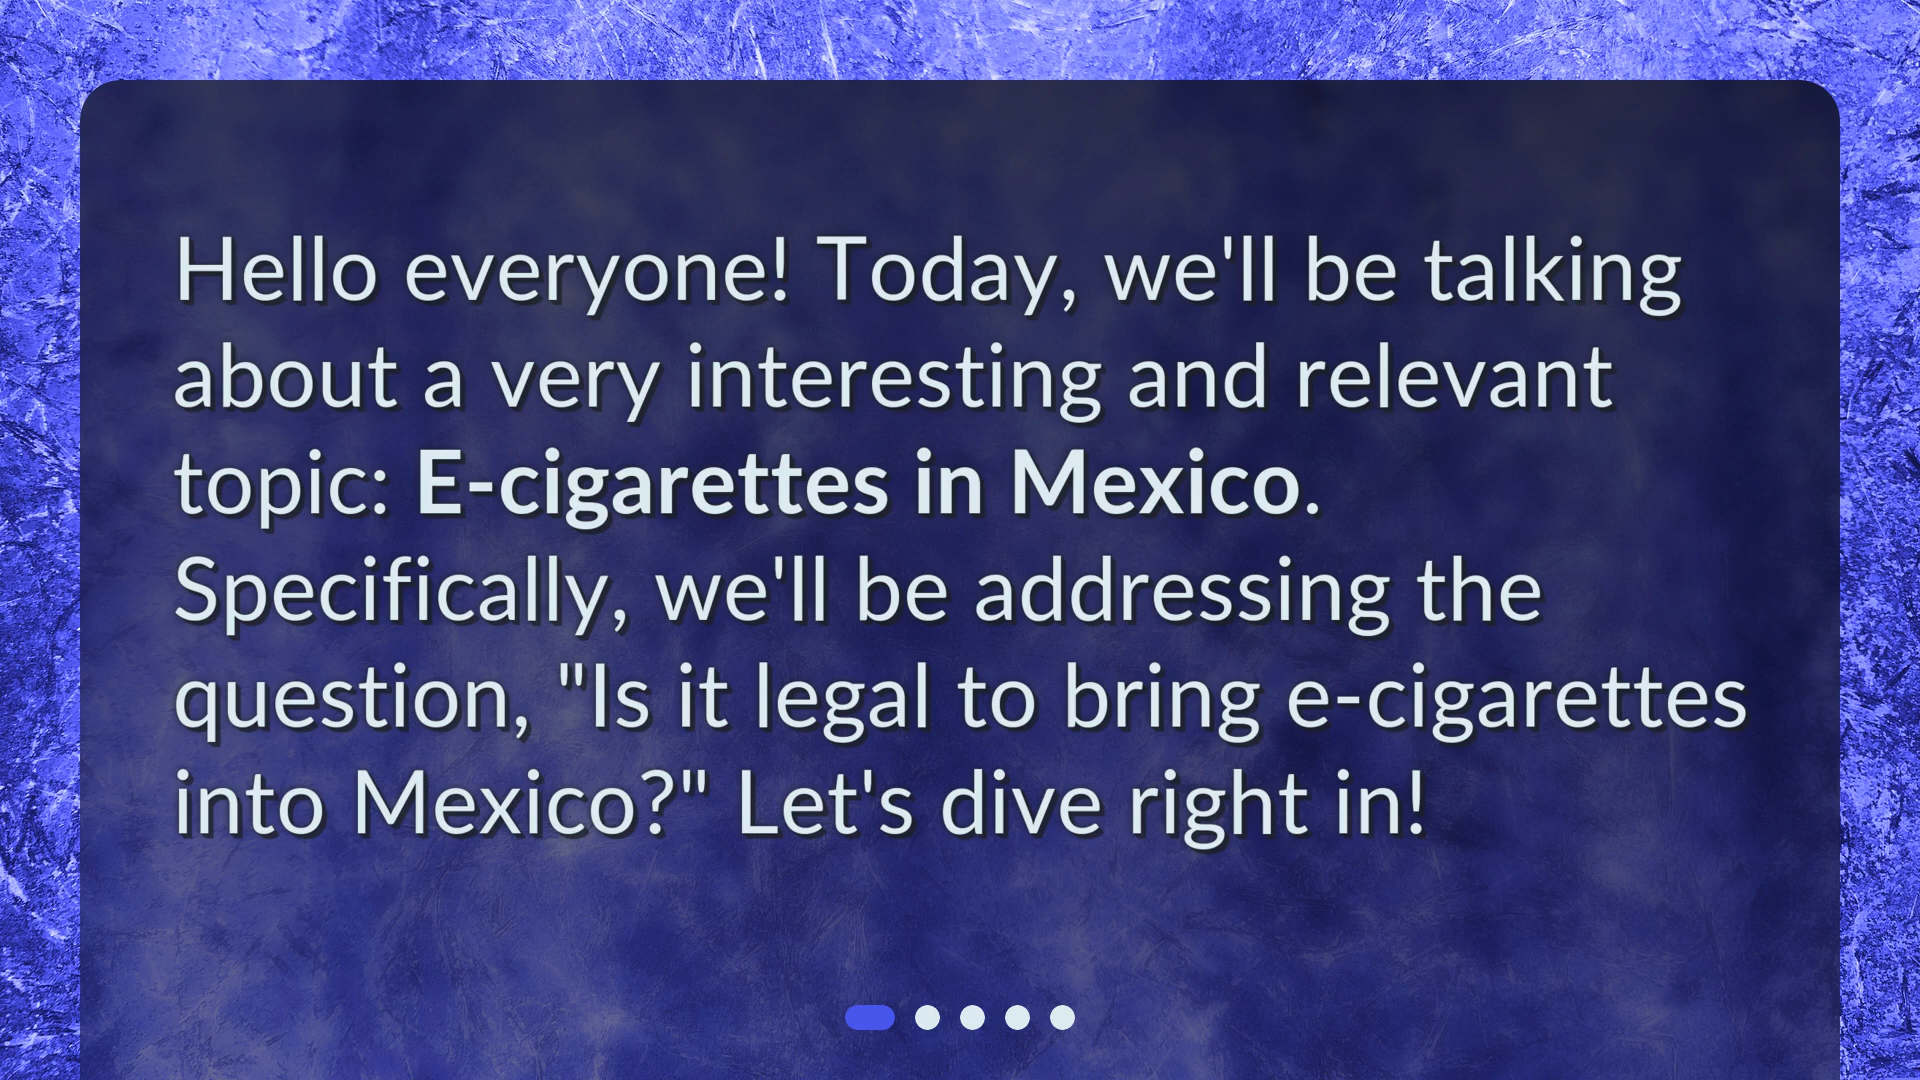 Hello everyone! Today, we'll be talking
about a very interesting and relevant
topic: E-cigarettes in Mexico.
Specifically, we'll be addressing the
question, "Is it legal to bring e-cigarettes
into Mexico?" Let's dive right in!